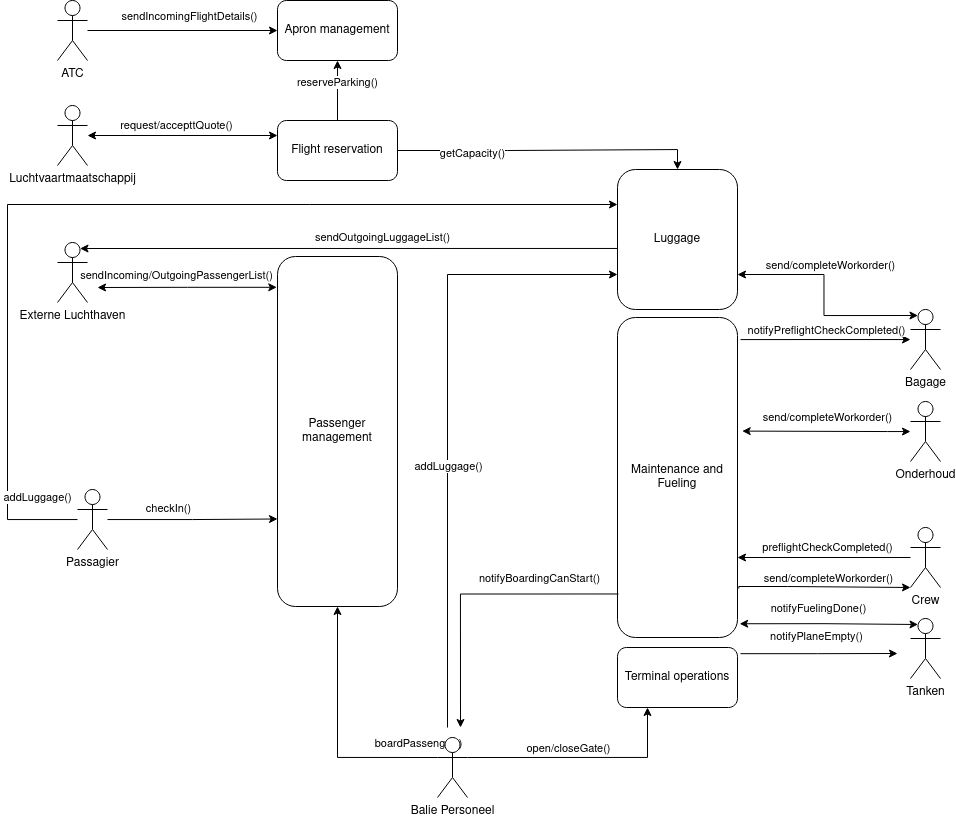 sendIncomingFlightDetails()
Apron management
ATC
reserveParking()
request/accepttQuote()
Flight reservation
getCapacity()
Luchtvaartmaatschappij
Luggage
sendOutgoingLuggageList()
send/completeWorkorder()
sendIncoming/OutgoingPassengerList()
Externe Luchthaven
notifyPreflightCheckCompleted()
Bagage
Passenger
management
send/completeWorkorder()
addLuggage()
Maintenance and
Fueling
Onderhoud
addLuggage()
checkIn()
Passagier
preflightCheckCompleted()
notifyBoardingCanStart()
send/completeWorkorder()
Crew
notifyFuelingDone()
notifyPlaneEmpty()
Terminal operations
Tanken
boardPasseng
open/closeGate()
Balie Personeel